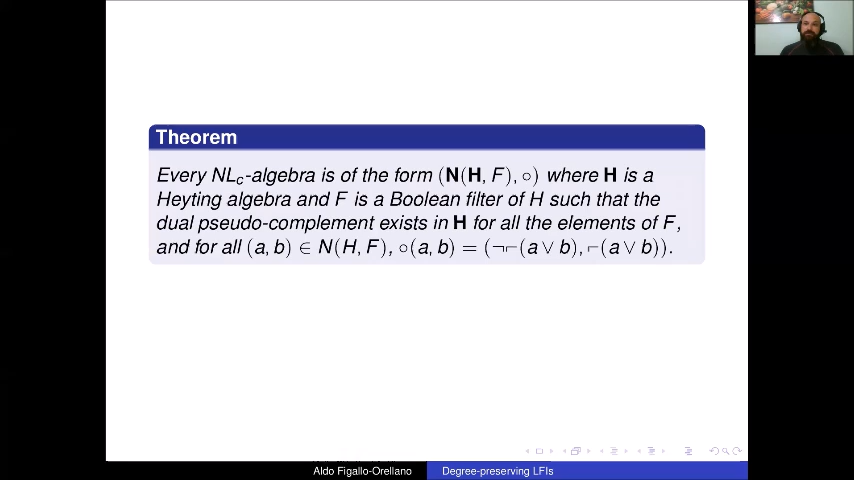 Theorem
Every NL_c-algebra is of the form (N(H, F), ∘) where H is a
Heyting algebra and F is a Boolean filter of H such that the
dual pseudo-complement exists in H for all the elements of F,
and for all (a, b) ∈ N(H, F), ∘(a, b) = (¬⌐(a ∨ b), ⌐(a ∨ b)).
Aldo Figallo-Orellano
Degree-preserving LFIs